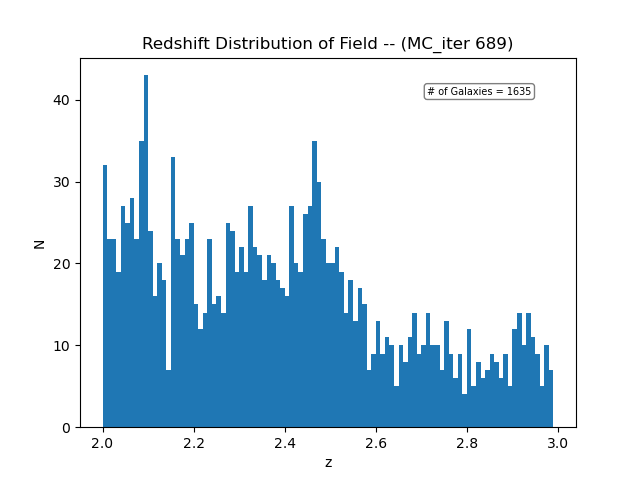 Redshift Distribution of Field -- (MC_iter 689)
# of Galaxies = 1635
40
30
20
10
0
N
2.0 2.2 2.4 2.6 2.8 3.0
z